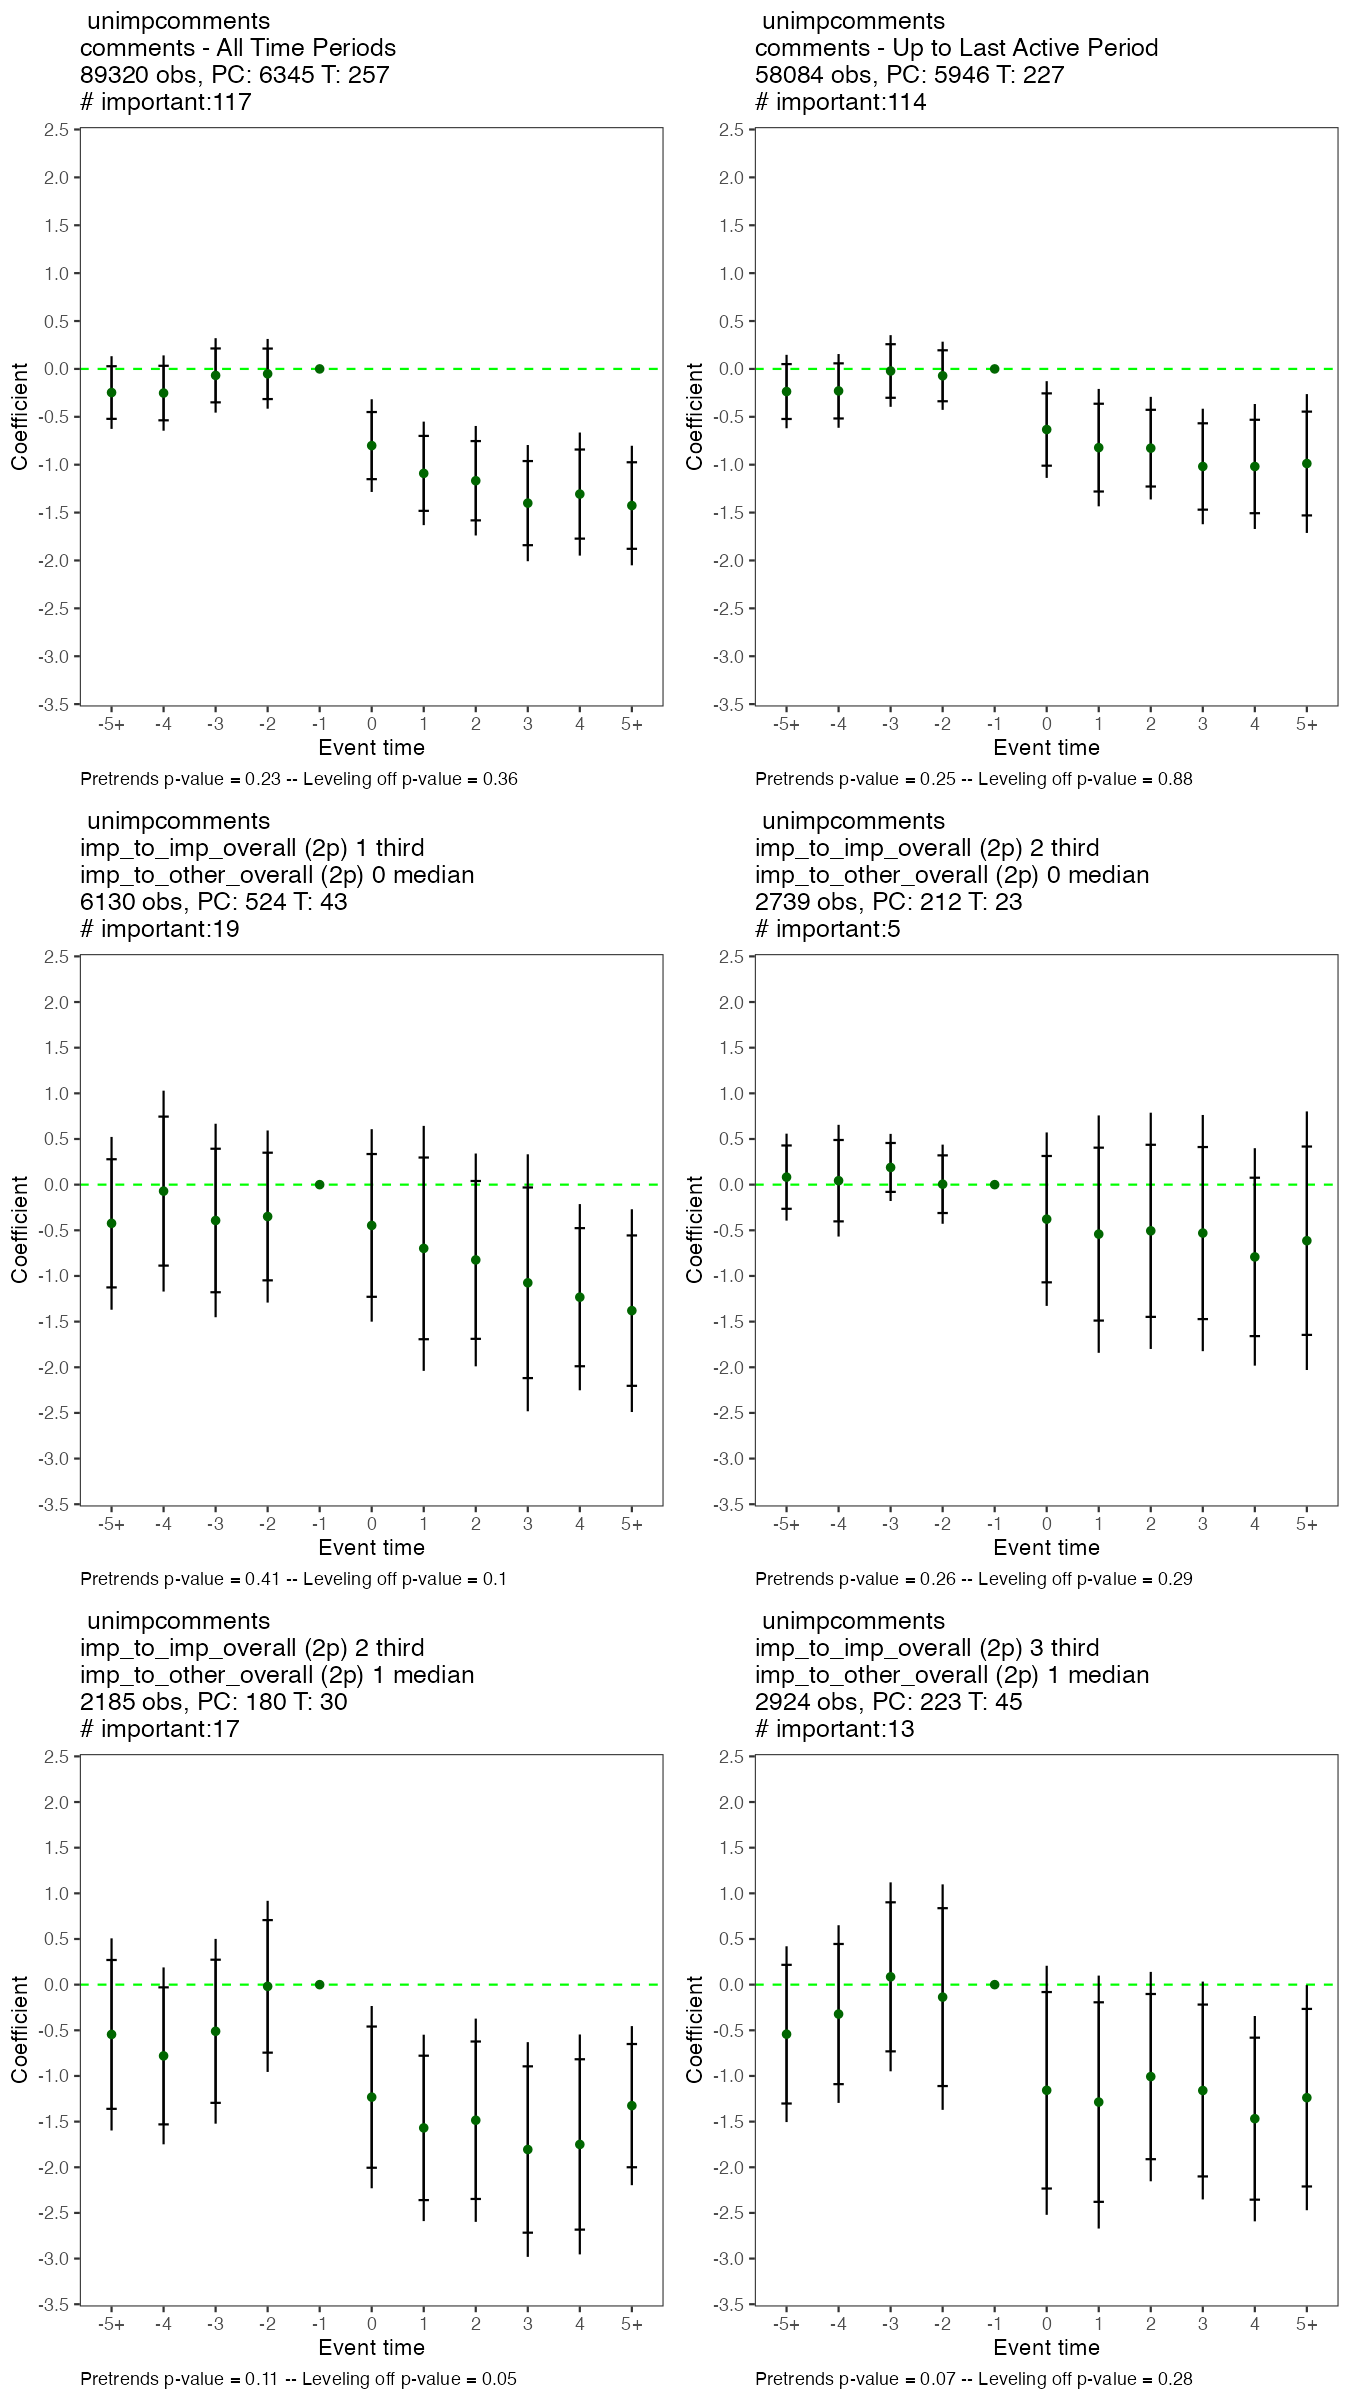 unimpcomments
comments - All Time Periods
89320 obs, PC: 6345 T: 257
# important:117
2.5
2.0
1.5
1.0
0.5
0.0
-0.5
-1.0
-1.5
-2.0
-2.5
-3.0
-3.5
Coefficient
-5+ -4 -3 -2 -1 0 1 2 3 4 5+
Event time
Pretrends p-value = 0.23 -- Leveling off p-value = 0.36
unimpcomments
comments - Up to Last Active Period
58084 obs, PC: 5946 T: 227
# important:114
2.5
2.0
1.5
1.0
0.5
0.0
-0.5
-1.0
-1.5
-2.0
-2.5
-3.0
-3.5
Coefficient
-5+ -4 -3 -2 -1 0 1 2 3 4 5+
Event time
Pretrends p-value = 0.25 -- Leveling off p-value = 0.88
unimpcomments
imp_to_imp_overall (2p) 1 third
imp_to_other_overall (2p) 0 median
6130 obs, PC: 524 T: 43
# important:19
2.5
2.0
1.5
1.0
0.5
0.0
-0.5
-1.0
-1.5
-2.0
-2.5
-3.0
-3.5
Coefficient
-5+ -4 -3 -2 -1 0 1 2 3 4 5+
Event time
Pretrends p-value = 0.41 -- Leveling off p-value = 0.1
unimpcomments
imp_to_imp_overall (2p) 2 third
imp_to_other_overall (2p) 0 median
2739 obs, PC: 212 T: 23
# important:5
2.5
2.0
1.5
1.0
0.5
0.0
-0.5
-1.0
-1.5
-2.0
-2.5
-3.0
-3.5
Coefficient
-5+ -4 -3 -2 -1 0 1 2 3 4 5+
Event time
Pretrends p-value = 0.26 -- Leveling off p-value = 0.29
unimpcomments
imp_to_imp_overall (2p) 2 third
imp_to_other_overall (2p) 1 median
2185 obs, PC: 180 T: 30
# important:17
2.5
2.0
1.5
1.0
0.5
0.0
-0.5
-1.0
-1.5
-2.0
-2.5
-3.0
-3.5
Coefficient
-5+ -4 -3 -2 -1 0 1 2 3 4 5+
Event time
Pretrends p-value = 0.11 -- Leveling off p-value = 0.05
unimpcomments
imp_to_imp_overall (2p) 3 third
imp_to_other_overall (2p) 1 median
2924 obs, PC: 223 T: 45
# important:13
2.5
2.0
1.5
1.0
0.5
0.0
-0.5
-1.0
-1.5
-2.0
-2.5
-3.0
-3.5
Coefficient
-5+ -4 -3 -2 -1 0 1 2 3 4 5+
Event time
Pretrends p-value = 0.07 -- Leveling off p-value = 0.28